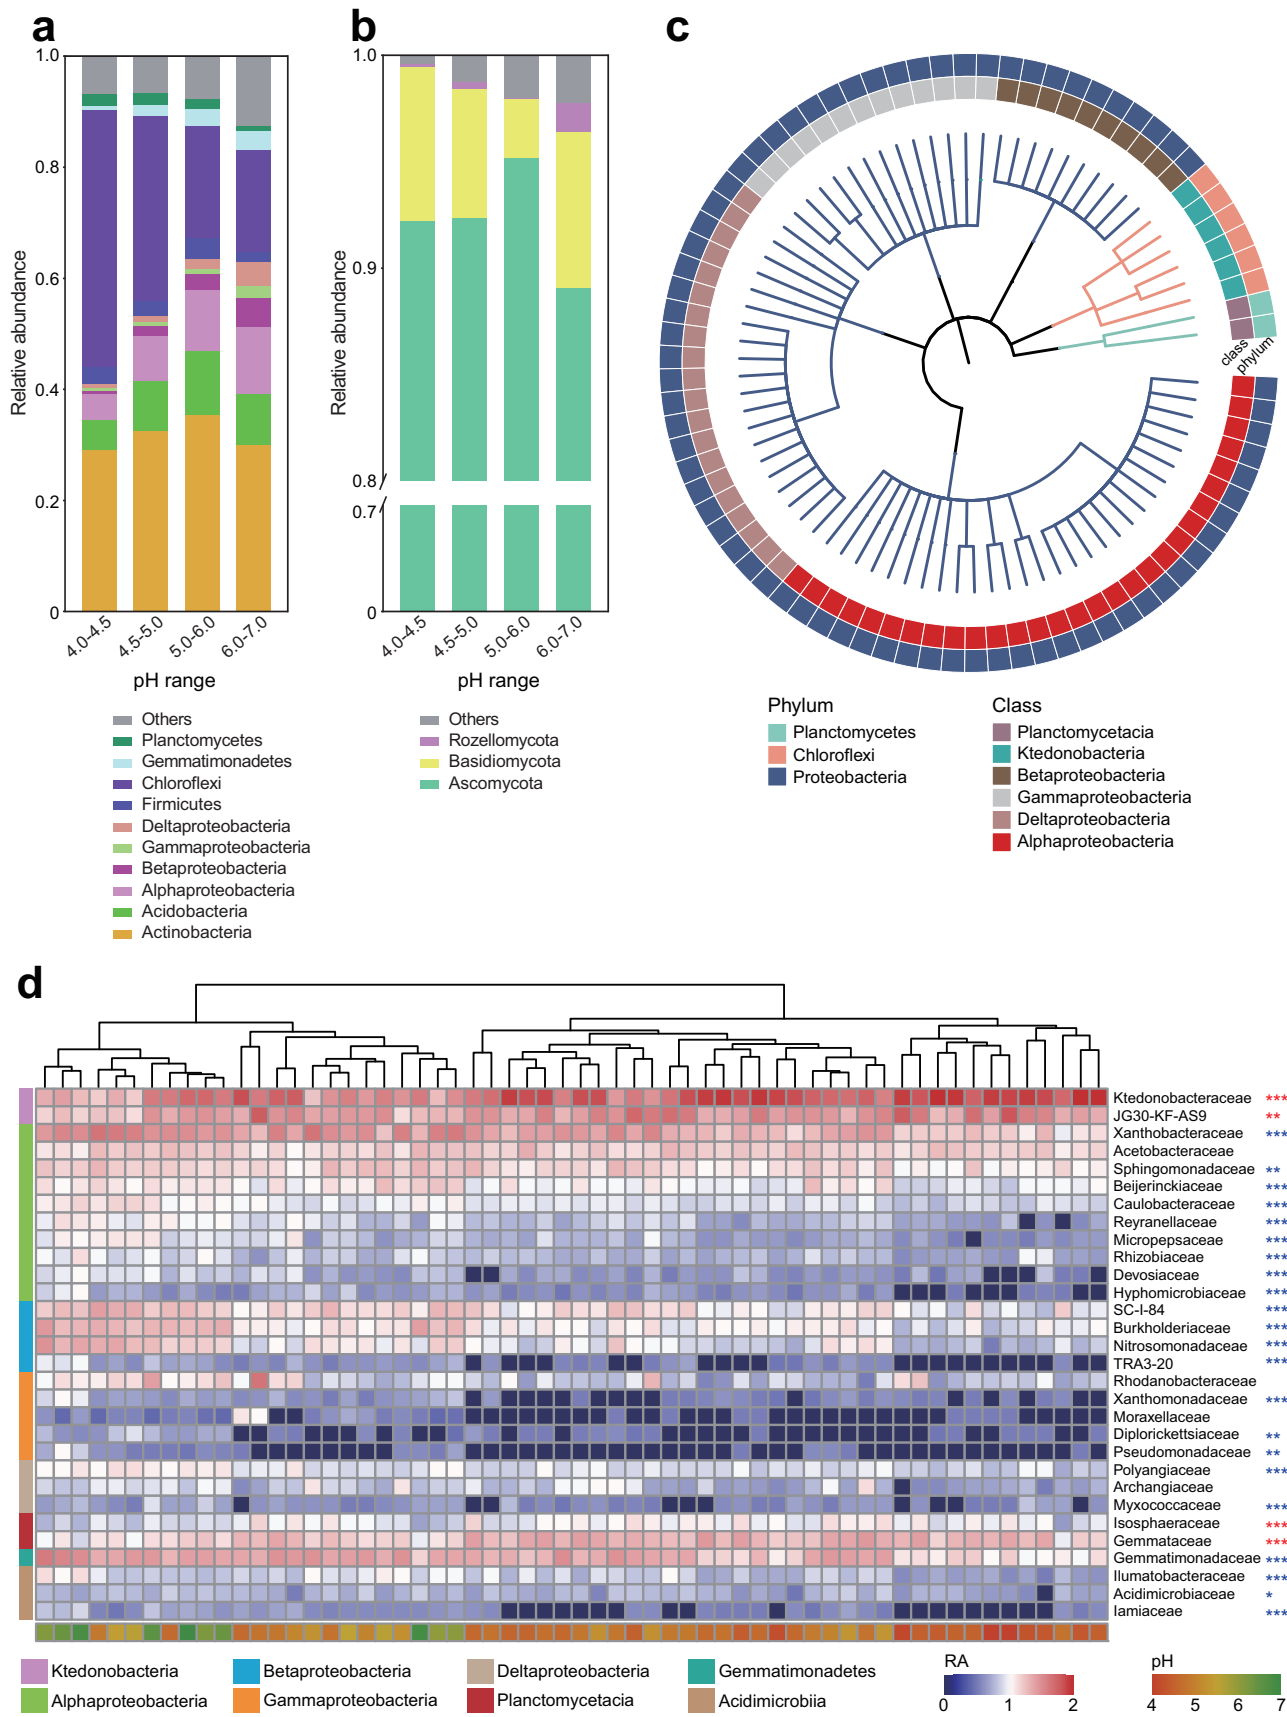 a
1.0
0.8
0.6
0.4
0.2
0
Relative abundance
4.0-4.5
4.5-5.0
5.0-6.0
6.0-7.0
pH range
Others
Planctomycetes
Gemmatimonadetes
Chloroflexi
Firmicutes
Deltaproteobacteria
Gammaproteobacteria
Betaproteobacteria
Alphaproteobacteria
Acidobacteria
Actinobacteria
b
1.0
0.9
0.8
0.7
0
Relative abundance
4.0-4.5
4.5-5.0
5.0-6.0
6.0-7.0
pH range
Others
Rozellomycota
Basidiomycota
Ascomycota
c
class
phylum
Phylum
Planctomycetes
Chloroflexi
Proteobacteria
Class
Planctomycetacia
Ktedonobacteria
Betaproteobacteria
Gammaproteobacteria
Deltaproteobacteria
Alphaproteobacteria
d
Ktedonobacteraceae ***
JG30-KF-AS9 **
Xanthobacteraceae ***
Acetobacteraceae
Sphingomonadaceae **
Beijerinckiaceae ***
Caulobacteraceae ***
Reyranellaceae ***
Micropepsaceae ***
Rhizobiaceae ***
Devosiaceae ***
Hyphomicrobiaceae ***
SC-I-84 ***
Burkholderiaceae ***
Nitrosomonadaceae ***
TRA3-20 ***
Rhodanobacteraceae
Xanthomonadaceae ***
Moraxellaceae
Diplorickettsiaceae **
Pseudomonadaceae **
Polyangiaceae ***
Archangiaceae
Myxococcaceae ***
Isosphaeraceae ***
Gemmataceae ***
Gemmatimonadaceae ***
Ilumatobacteraceae ***
Acidimicrobiaceae *
Iamiaceae ***
Ktedonobacteria
Alphaproteobacteria
Betaproteobacteria
Gammaproteobacteria
Deltaproteobacteria
Planctomycetacia
Gemmatimonadetes
Acidimicrobiia
RA
0 1 2
pH
4 5 6 7